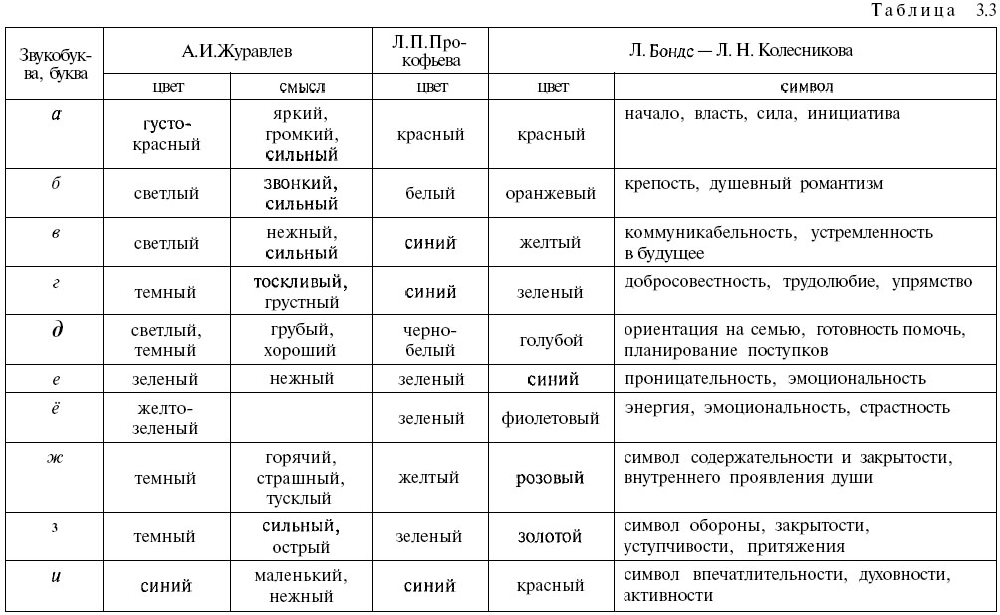 Таблица 3.3
Звукобук-
ва, буква
А.И.Журавлев
Л.П.Про-
кофьева
Л. Бондс — Л. Н. Колесникова
цвет
смысл
цвет
цвет
символ
а
густо-
красный
яркий,
громкий,
сильный
красный
красный
начало, власть, сила, инициатива
б
светлый
звонкий,
сильный
белый
оранжевый
крепость, душевный романтизм
в
светлый
нежный,
сильный
синий
желтый
коммуникабельность, устремленность
в будущее
г
темный
тоскливый,
грустный
синий
зеленый
добросовестность, трудолюбие, упрямство
д
светлый,
темный
грубый,
хороший
черно-
белый
голубой
ориентация на семью, готовность помочь,
планирование поступков
е
зеленый
нежный
зеленый
синий
проницательность, эмоциональность
ё
желто-
зеленый
зеленый
фиолетовый
энергия, эмоциональность, страстность
ж
темный
горячий,
страшный,
тусклый
желтый
розовый
символ содержательности и закрытости,
внутреннего проявления души
з
темный
сильный,
острый
зеленый
золотой
символ обороны, закрытости,
уступчивости, притяжения
и
синий
маленький,
нежный
синий
красный
символ впечатлительности, духовности,
активности